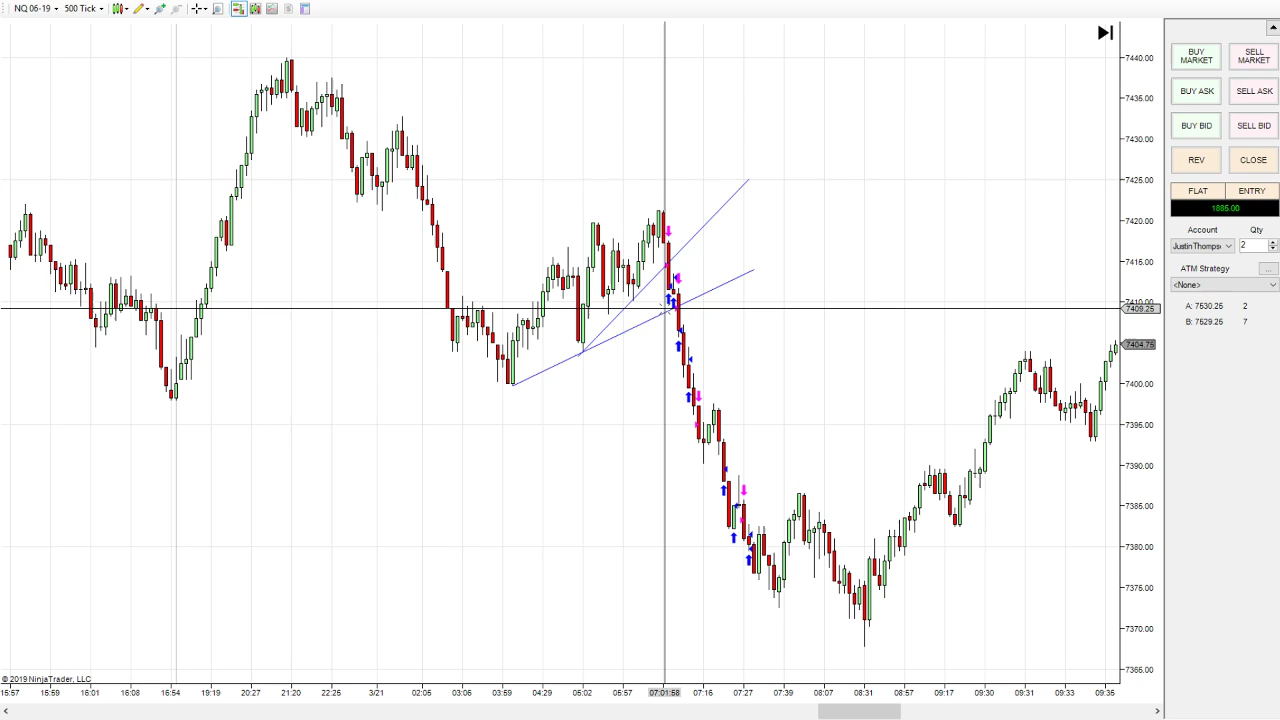 NQ 06-19 500 Tick
7440.00
7435.00
7430.00
7425.00
7420.00
7415.00
7410.00
7409.25
7404.75
7400.00
7395.00
7390.00
7385.00
7380.00
7375.00
7370.00
7365.00
© 2019 NinjaTrader, LLC
15:57 15:59 16:01 16:08 16:54 19:19 20:27 21:20 22:25 3/21 02:05 03:06 03:59 04:29 05:02 05:57 07:01:58 07:16 07:27 07:39 08:07 08:31 08:57 09:17 09:30 09:31 09:33 09:35
BUY MARKET
SELL MARKET
BUY ASK SELL ASK
BUY BID SELL BID
REV CLOSE
FLAT ENTRY
1885.00
Account Qty
JustinThomps 2
ATM Strategy ...
<None>
A: 7530.25 2
B: 7529.25 7